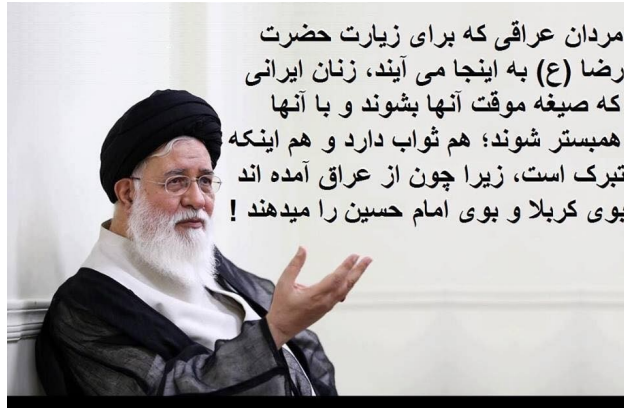 مردان عراقی که برای زیارت حضرت
رضا (ع) به اینجا می آیند، زنان ایرانی
که صیغه موقت آنها بشوند و با آنها
همبستر شوند؛ هم ثواب دارد و هم اینکه
تبرک است، زیرا چون از عراق آمده اند
بوی کربلا و بوی امام حسین را میدهند !